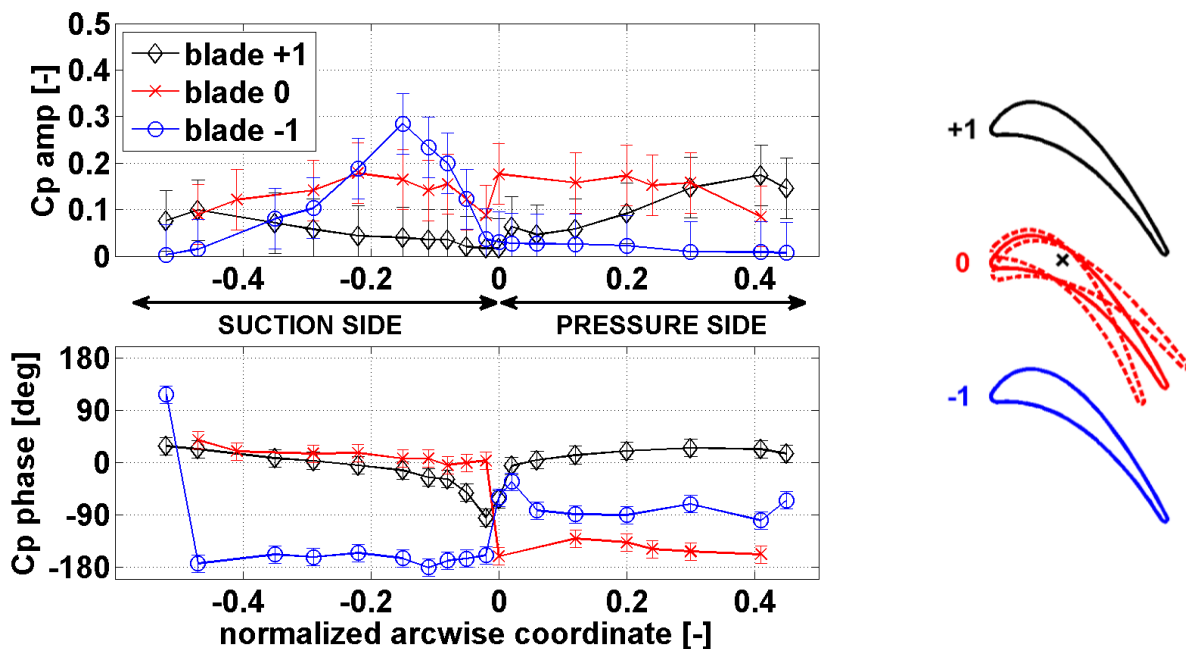 0.5
0.4
0.3
0.2
0.1
0
Cp amp [-]
blade +1
blade 0
blade -1
-0.4 -0.2 0 0.2 0.4
SUCTION SIDE PRESSURE SIDE
180
90
0
-90
-180
Cp phase [deg]
-0.4 -0.2 0 0.2 0.4
normalized arcwise coordinate [-]
+1
0
-1